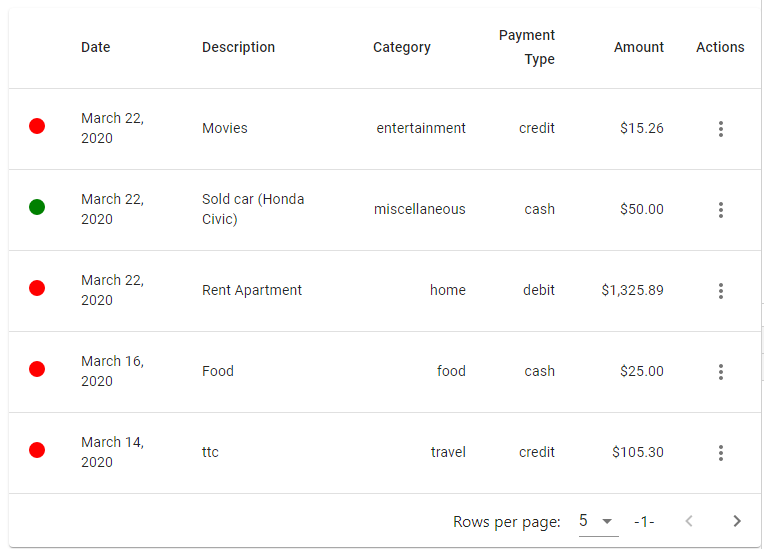 Date Description Category Payment Type Amount Actions
March 22, 2020 Movies entertainment credit $15.26
March 22, 2020 Sold car (Honda Civic) miscellaneous cash $50.00
March 22, 2020 Rent Apartment home debit $1,325.89
March 16, 2020 Food food cash $25.00
March 14, 2020 ttc travel credit $105.30
Rows per page: 5 -1-